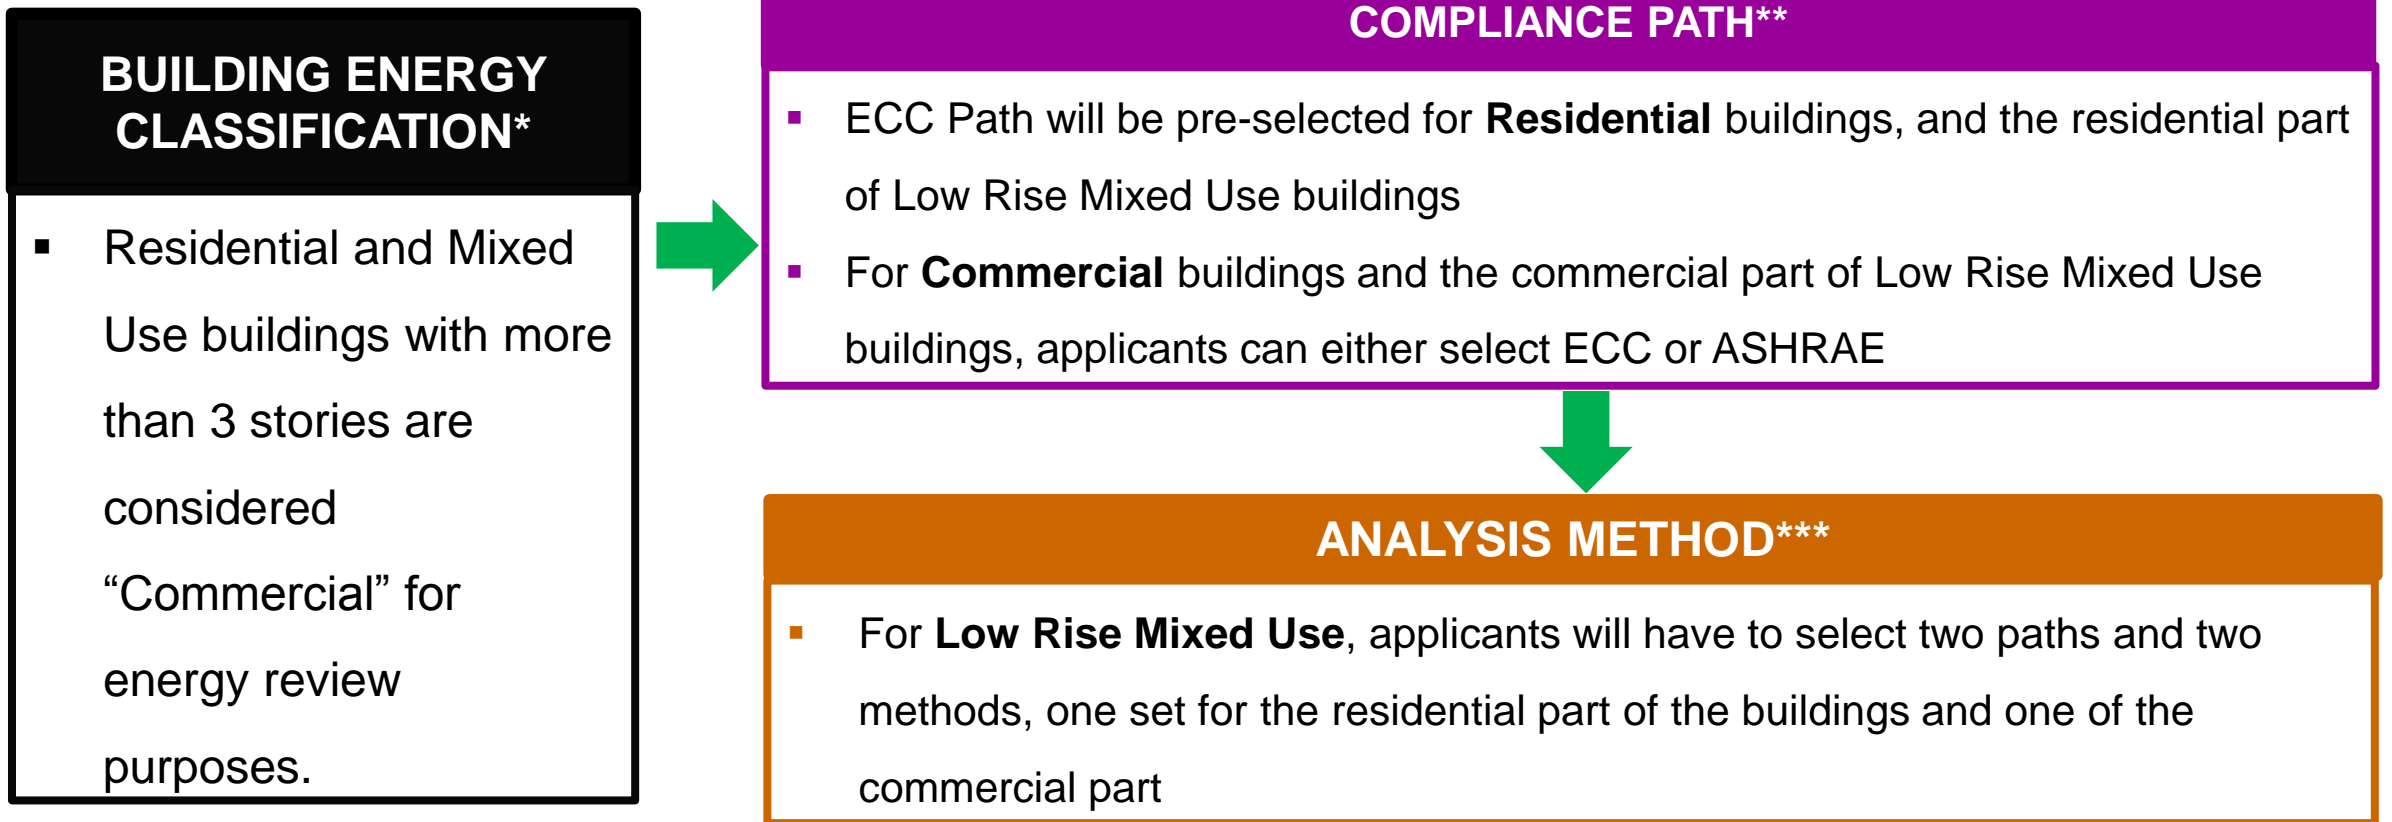 BUILDING ENERGY
CLASSIFICATION*
▪ Residential and Mixed
Use buildings with more
than 3 stories are
considered
“Commercial” for
energy review
purposes.
COMPLIANCE PATH**
▪ ECC Path will be pre-selected for Residential buildings, and the residential part
of Low Rise Mixed Use buildings
▪ For Commercial buildings and the commercial part of Low Rise Mixed Use
buildings, applicants can either select ECC or ASHRAE
ANALYSIS METHOD***
▪ For Low Rise Mixed Use, applicants will have to select two paths and two
methods, one set for the residential part of the buildings and one of the
commercial part